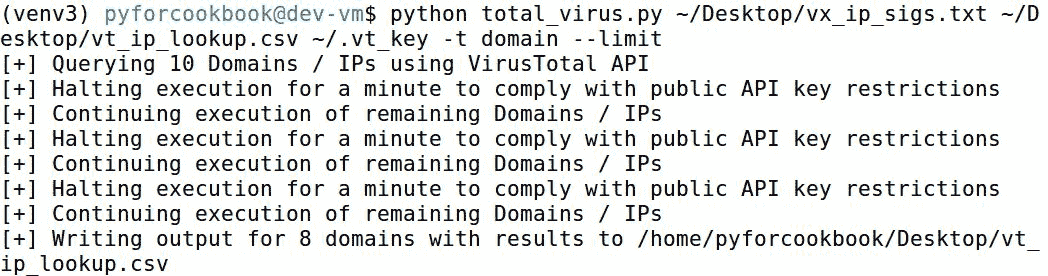 (venv3) pyforcookbook@dev-vm$ python total_virus.py ~/Desktop/vx_ip_sigs.txt ~/D
esktop/vt_ip_lookup.csv ~/.vt_key -t domain --limit
[+] Querying 10 Domains / IPs using VirusTotal API
[+] Halting execution for a minute to comply with public API key restrictions
[+] Continuing execution of remaining Domains / IPs
[+] Halting execution for a minute to comply with public API key restrictions
[+] Continuing execution of remaining Domains / IPs
[+] Halting execution for a minute to comply with public API key restrictions
[+] Continuing execution of remaining Domains / IPs
[+] Writing output for 8 domains with results to /home/pyforcookbook/Desktop/vt_
ip_lookup.csv